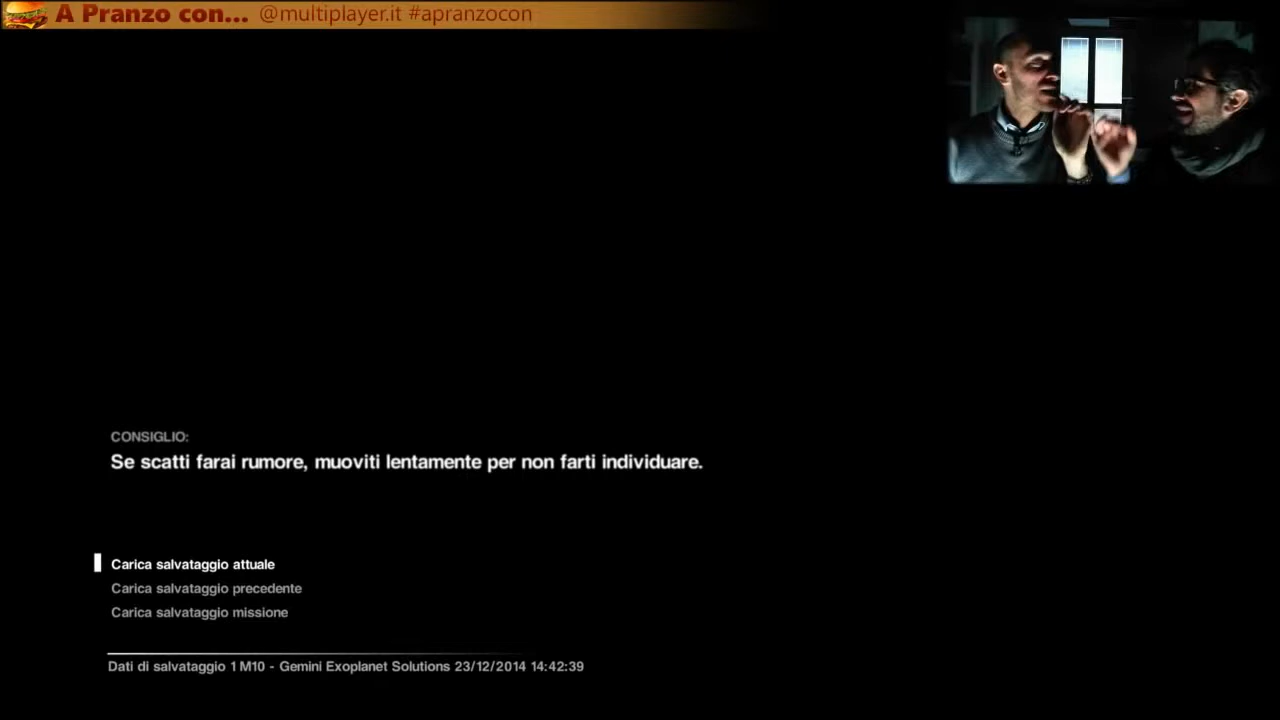 A Pranzo con... @multiplayer.it #apranzocon
CONSIGLIO:
Se scatti farai rumore, muoviti lentamente per non farti individuare.
Carica salvataggio attuale
Carica salvataggio precedente
Carica salvataggio missione
Dati di salvataggio 1 M10 - Gemini Exoplanet Solutions 23/12/2014 14:42:39